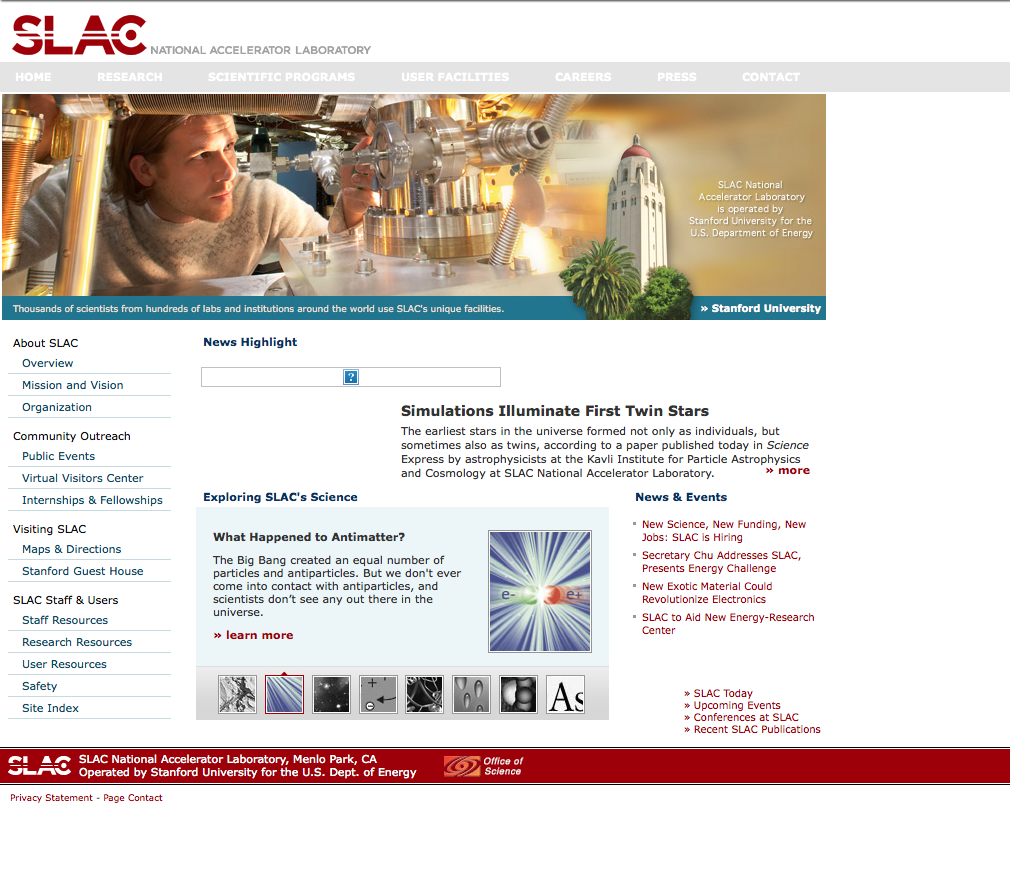 SLAC NATIONAL ACCELERATOR LABORATORY
HOME RESEARCH SCIENTIFIC PROGRAMS USER FACILITIES CAREERS PRESS CONTACT
SLAC National
Accelerator Laboratory
is operated by
Stanford University for the
U.S. Department of Energy
Thousands of scientists from hundreds of labs and institutions around the world use SLAC's unique facilities.
» Stanford University
About SLAC
Overview
Mission and Vision
Organization
Community Outreach
Public Events
Virtual Visitors Center
Internships & Fellowships
Visiting SLAC
Maps & Directions
Stanford Guest House
SLAC Staff & Users
Staff Resources
Research Resources
User Resources
Safety
Site Index
News Highlight
?
Simulations Illuminate First Twin Stars
The earliest stars in the universe formed not only as individuals, but
sometimes also as twins, according to a paper published today in Science
Express by astrophysicists at the Kavli Institute for Particle Astrophysics
and Cosmology at SLAC National Accelerator Laboratory.
» more
Exploring SLAC's Science
What Happened to Antimatter?
The Big Bang created an equal number of
particles and antiparticles. But we don't ever
come into contact with antiparticles, and
scientists don’t see any out there in the
universe.
» learn more
e- e+
+ −
As
News & Events
New Science, New Funding, New
Jobs: SLAC is Hiring
Secretary Chu Addresses SLAC,
Presents Energy Challenge
New Exotic Material Could
Revolutionize Electronics
SLAC to Aid New Energy-Research
Center
» SLAC Today
» Upcoming Events
» Conferences at SLAC
» Recent SLAC Publications
SLAC
SLAC National Accelerator Laboratory, Menlo Park, CA
Operated by Stanford University for the U.S. Dept. of Energy
Office of
Science
Privacy Statement - Page Contact